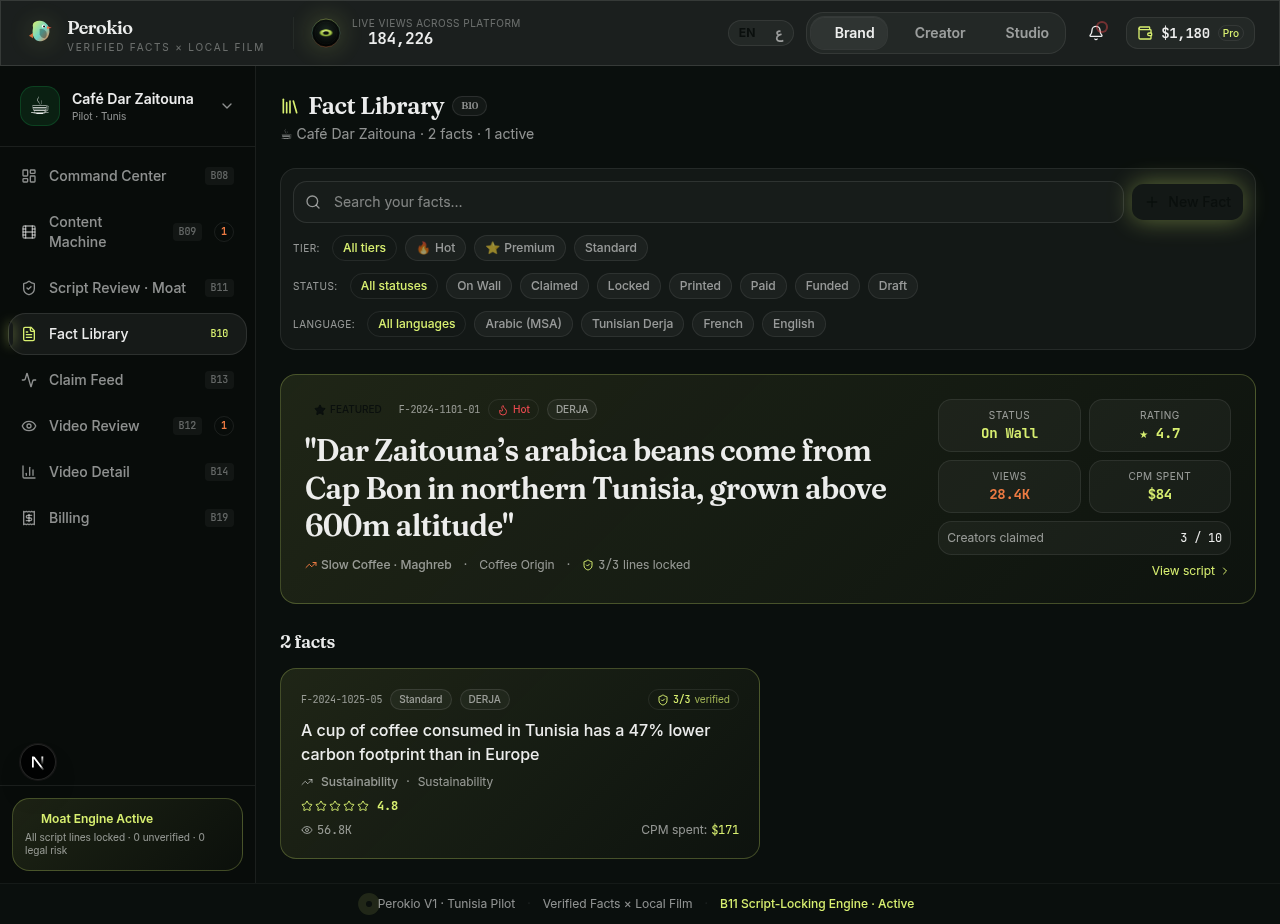 Perokio
VERIFIED FACTS × LOCAL FILM
LIVE VIEWS ACROSS PLATFORM
184,226
EN ع
Brand Creator Studio
$1,180 Pro
Café Dar Zaitouna
Pilot · Tunis
Command Center B08
Content Machine B09 1
Script Review · Moat B11
Fact Library B10
Claim Feed B13
Video Review B12 1
Video Detail B14
Billing B19
N
Moat Engine Active
All script lines locked · 0 unverified · 0
legal risk
Fact Library B10
Café Dar Zaitouna · 2 facts · 1 active
Search your facts...
New Fact
TIER: All tiers Hot Premium Standard
STATUS: All statuses On Wall Claimed Locked Printed Paid Funded Draft
LANGUAGE: All languages Arabic (MSA) Tunisian Derja French English
FEATURED F-2024-1101-01 Hot DERJA
"Dar Zaitouna’s arabica beans come from
Cap Bon in northern Tunisia, grown above
600m altitude"
Slow Coffee · Maghreb · Coffee Origin · 3/3 lines locked
STATUS
On Wall
RATING
★ 4.7
VIEWS
28.4K
CPM SPENT
$84
Creators claimed 3 / 10
View script
2 facts
F-2024-1025-05 Standard DERJA 3/3 verified
A cup of coffee consumed in Tunisia has a 47% lower
carbon footprint than in Europe
Sustainability · Sustainability
4.8
56.8K CPM spent: $171
Perokio V1 · Tunisia Pilot · Verified Facts × Local Film · B11 Script-Locking Engine · Active